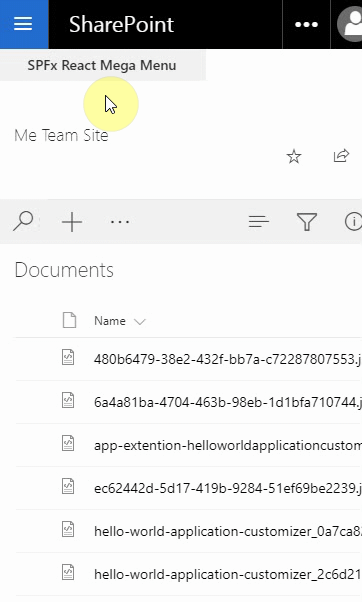 SharePoint
SPFx React Mega Menu
Me Team Site
Documents
Name
480b6479-38e2-432f-bb7a-c72287807553.j
6a4a81ba-4704-463b-98eb-1d1bfa710744.j
app-extention-helloworldapplicationcustom
ec62442d-5d17-419b-9284-51ef69be2239.j
hello-world-application-customizer_0a7ca8
hello-world-application-customizer_2c6d21